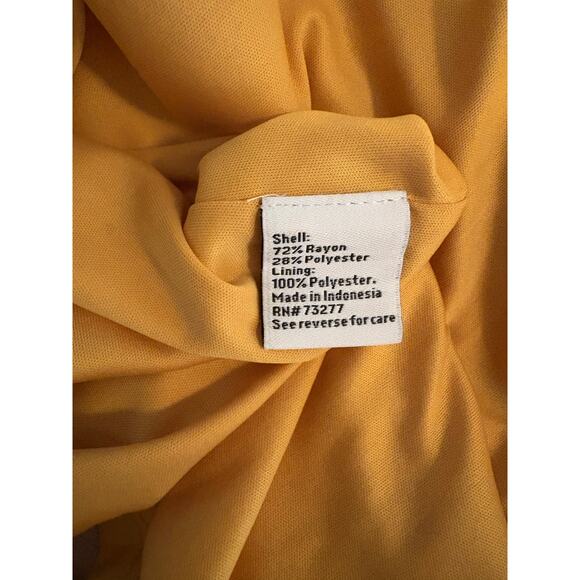 Shell:
72% Rayon
28% Polyester
Lining:
100% Polyester.
Made in Indonesia
RN# 73277
See reverse for care